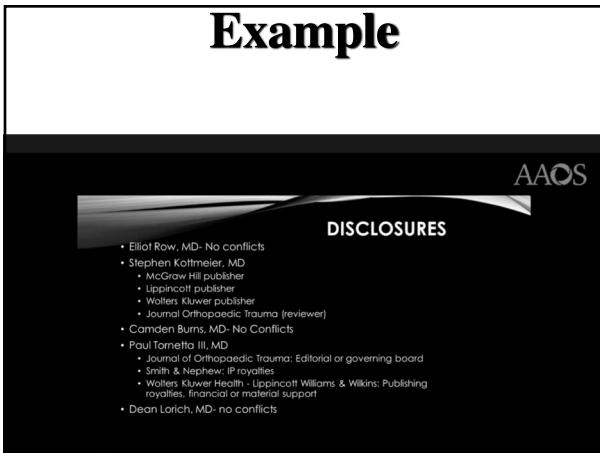 Example
AAOS
DISCLOSURES
• Elliot Row, MD- No conflicts
• Stephen Kottmeier, MD
• McGraw Hill publisher
• Lippincott publisher
• Wolters Kluwer publisher
• Journal Orthopaedic Trauma (reviewer)
• Camden Burns, MD- No Conflicts
• Paul Tornetta III, MD
• Journal of Orthopaedic Trauma: Editorial or governing board
• Smith & Nephew: IP royalties
• Wolters Kluwer Health - Lippincott Williams & Wilkins: Publishing
royalties, financial or material support
• Dean Lorich, MD- no conflicts